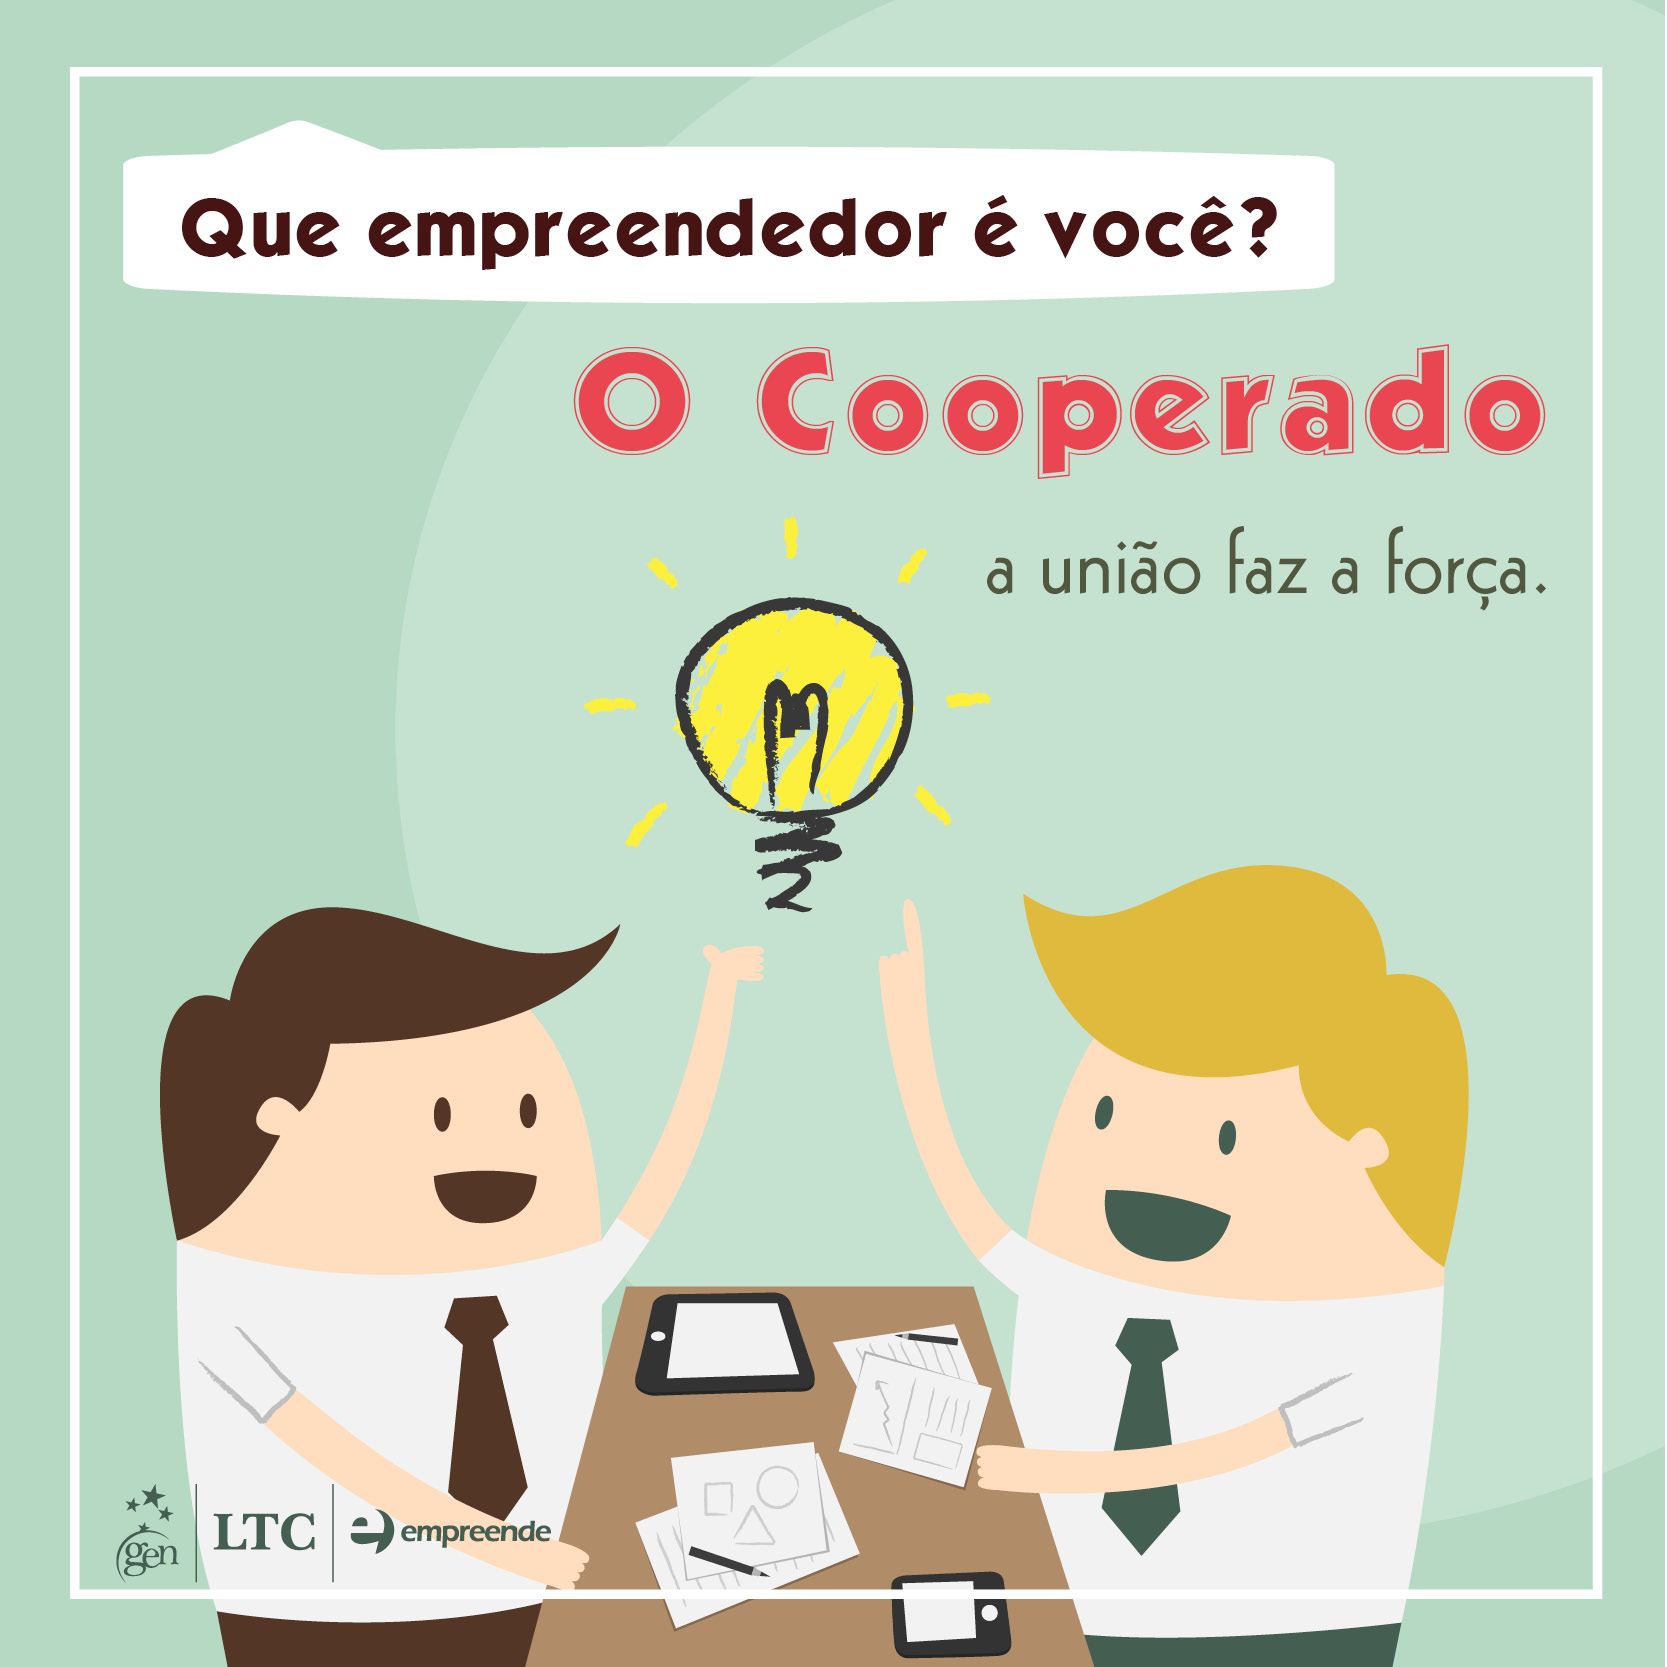 Que empreendedor é você?
O Cooperado
a união faz a força.
gen
LTC
empreende